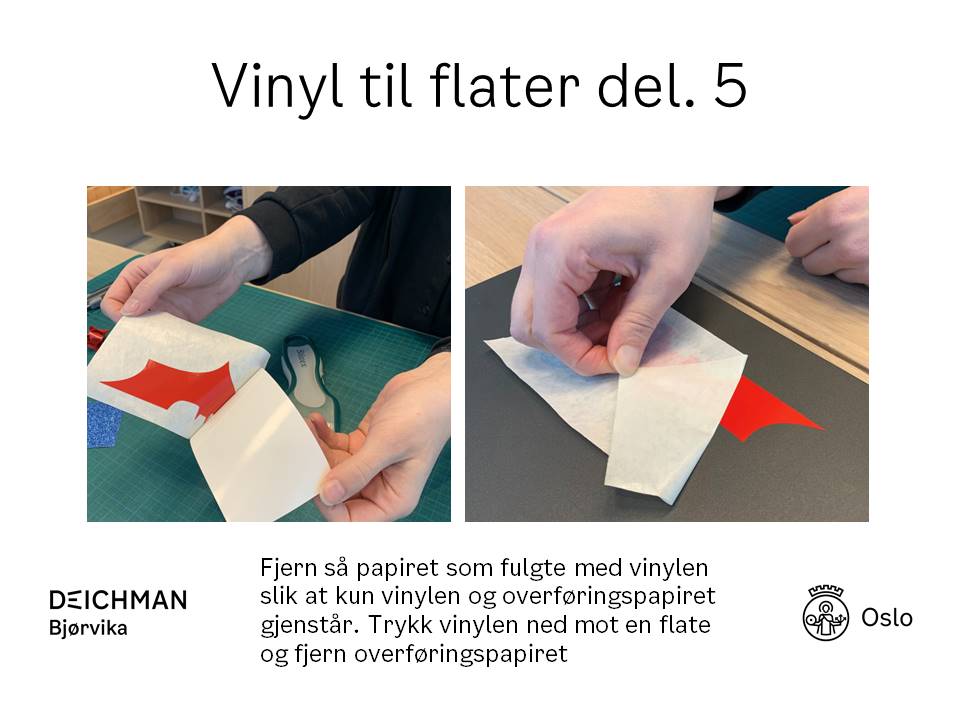 Vinyl til flater del. 5
Fjern så papiret som fulgte med vinylen
slik at kun vinylen og overføringspapiret
gjenstår. Trykk vinylen ned mot en flate
og fjern overføringspapiret
DEICHMAN
Bjørvika
Oslo